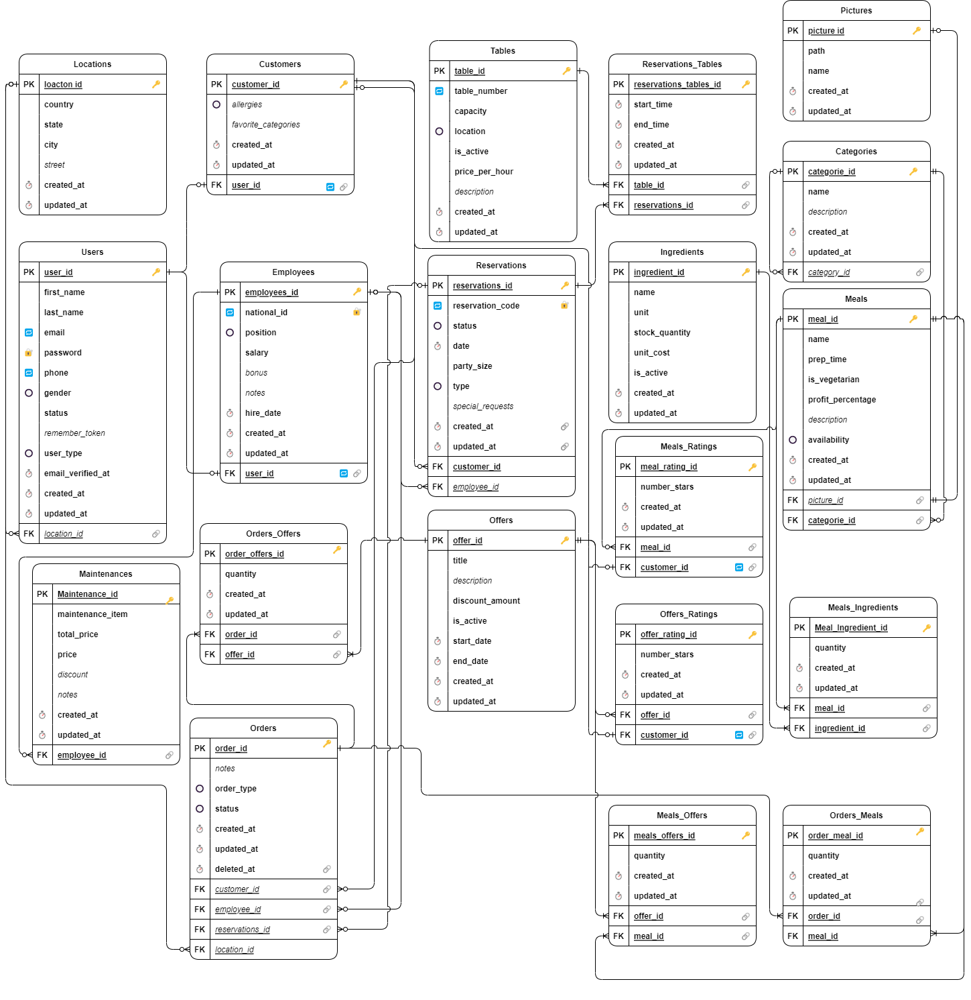 Pictures
PK picture id
path
name
created_at
updated_at
Locations
PK loacton id
country
state
city
street
created_at
updated_at
Customers
PK customer_id
allergies
favorite_categories
created_at
updated_at
FK user_id
Tables
PK table_id
table_number
capacity
location
is_active
price_per_hour
description
created_at
updated_at
Reservations_Tables
PK reservations_tables_id
start_time
end_time
created_at
updated_at
FK table_id
FK reservations_id
Categories
PK categorie_id
name
description
created_at
updated_at
FK category_id
Users
PK user_id
first_name
last_name
email
password
phone
gender
status
remember_token
user_type
email_verified_at
created_at
updated_at
FK location_id
Employees
PK employees_id
national_id
position
salary
bonus
notes
hire_date
created_at
updated_at
FK user_id
Reservations
PK reservations_id
reservation_code
status
date
party_size
type
special_requests
created_at
updated_at
FK customer_id
FK employee_id
Ingredients
PK ingredient_id
name
unit
stock_quantity
unit_cost
is_active
created_at
updated_at
Meals
PK meal_id
name
prep_time
is_vegetarian
profit_percentage
description
availability
created_at
updated_at
FK picture_id
FK categorie_id
Meals_Ratings
PK meal_rating_id
number_stars
created_at
updated_at
FK meal_id
FK customer_id
Orders_Offers
PK order_offers_id
quantity
created_at
updated_at
FK order_id
FK offer_id
Offers
PK offer_id
title
description
discount_amount
is_active
start_date
end_date
created_at
updated_at
Maintenances
PK Maintenance_id
maintenance_item
total_price
price
discount
notes
created_at
updated_at
FK employee_id
Offers_Ratings
PK offer_rating_id
number_stars
created_at
updated_at
FK offer_id
FK customer_id
Meals_Ingredients
PK Meal_Ingredient_id
quantity
created_at
updated_at
FK meal_id
FK ingredient_id
Orders
PK order_id
notes
order_type
status
created_at
updated_at
deleted_at
FK customer_id
FK employee_id
FK reservations_id
FK location_id
Meals_Offers
PK meals_offers_id
quantity
created_at
updated_at
FK offer_id
FK meal_id
Orders_Meals
PK order_meal_id
quantity
created_at
updated_at
FK order_id
FK meal_id